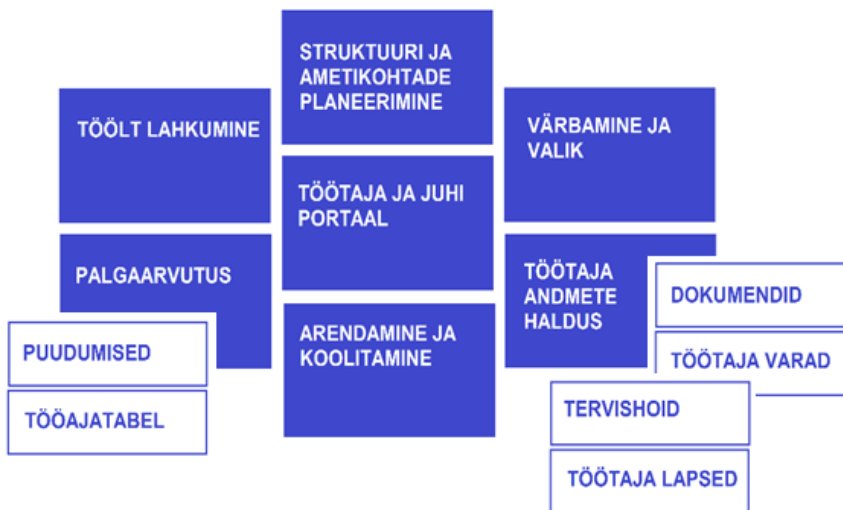 STRUKTUURI JA
AMETIKOHTADE
PLANEERIMINE
TÖÖLT LAHKUMINE
VÄRBAMINE JA
VALIK
TÖÖTAJA JA JUHI
PORTAAL
PALGAARVUTUS
TÖÖTAJA
ANDMETE
HALDUS
DOKUMENDID
PUUDUMISED
ARENDAMINE JA
KOOLITAMINE
TÖÖTAJA VARAD
TÖÖAJATABEL
TERVISHOID
TÖÖTAJA LAPSED